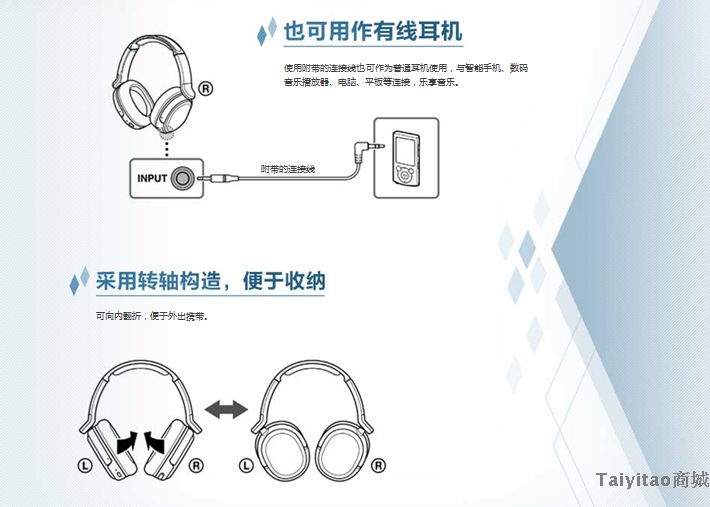 也可用作有线耳机
使用附带的连接线也可作为普通耳机使用，与智能手机、数码
音乐播放器、电脑、平板等连接，乐享音乐。
R
INPUT
附带的连接线
采用转轴构造，便于收纳
可向内翻折，便于外出携带。
L
R
L
R
Taiyitao商城